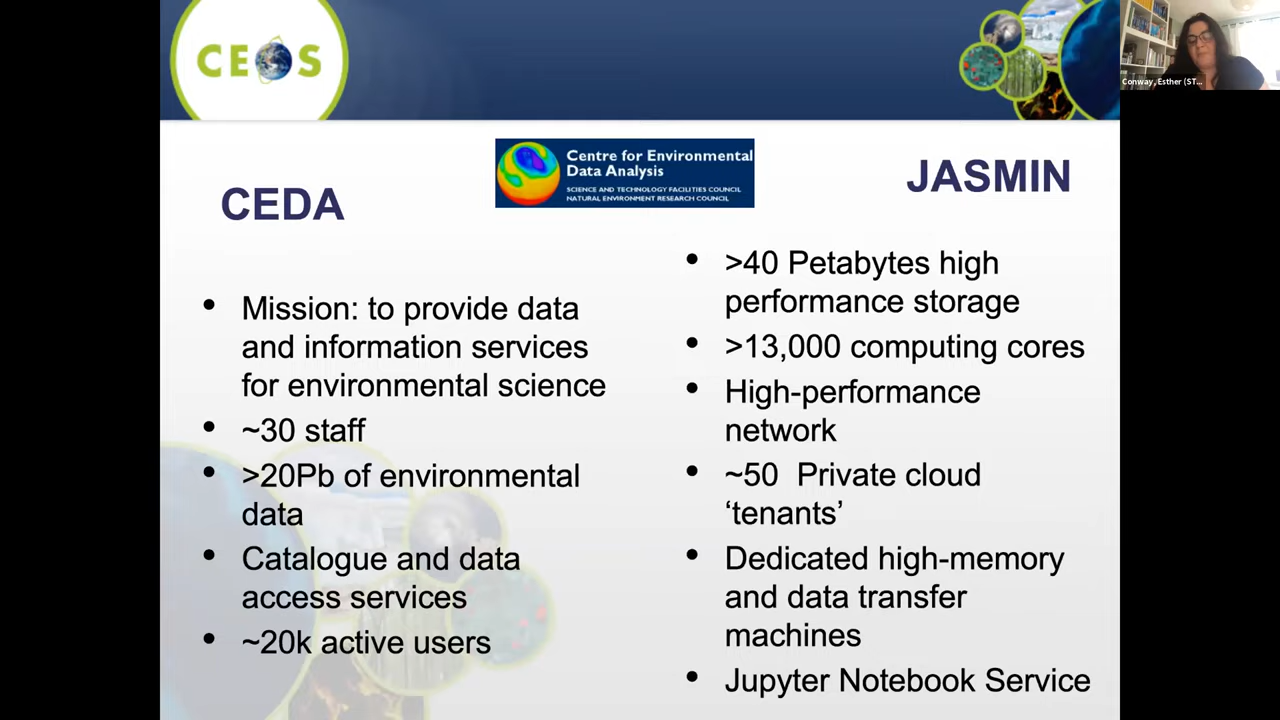 CEOS
Conway, Esther (ST...
Centre for Environmental
Data Analysis
SCIENCE AND TECHNOLOGY FACILITIES COUNCIL
NATURAL ENVIRONMENT RESEARCH COUNCIL
CEDA
• Mission: to provide data
and information services
for environmental science
• ~30 staff
• >20Pb of environmental
data
• Catalogue and data
access services
• ~20k active users
JASMIN
• >40 Petabytes high
performance storage
• >13,000 computing cores
• High-performance
network
• ~50  Private cloud
‘tenants’
• Dedicated high-memory
and data transfer
machines
• Jupyter Notebook Service